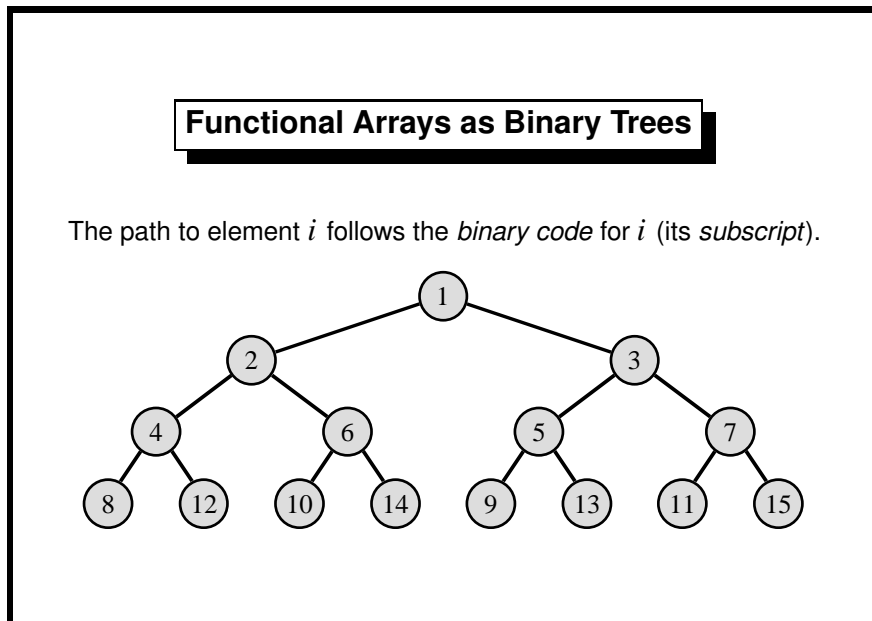 Functional Arrays as Binary Trees
The path to element i follows the binary code for i (its subscript).
1
2 3
4 6 5 7
8 12 10 14 9 13 11 15